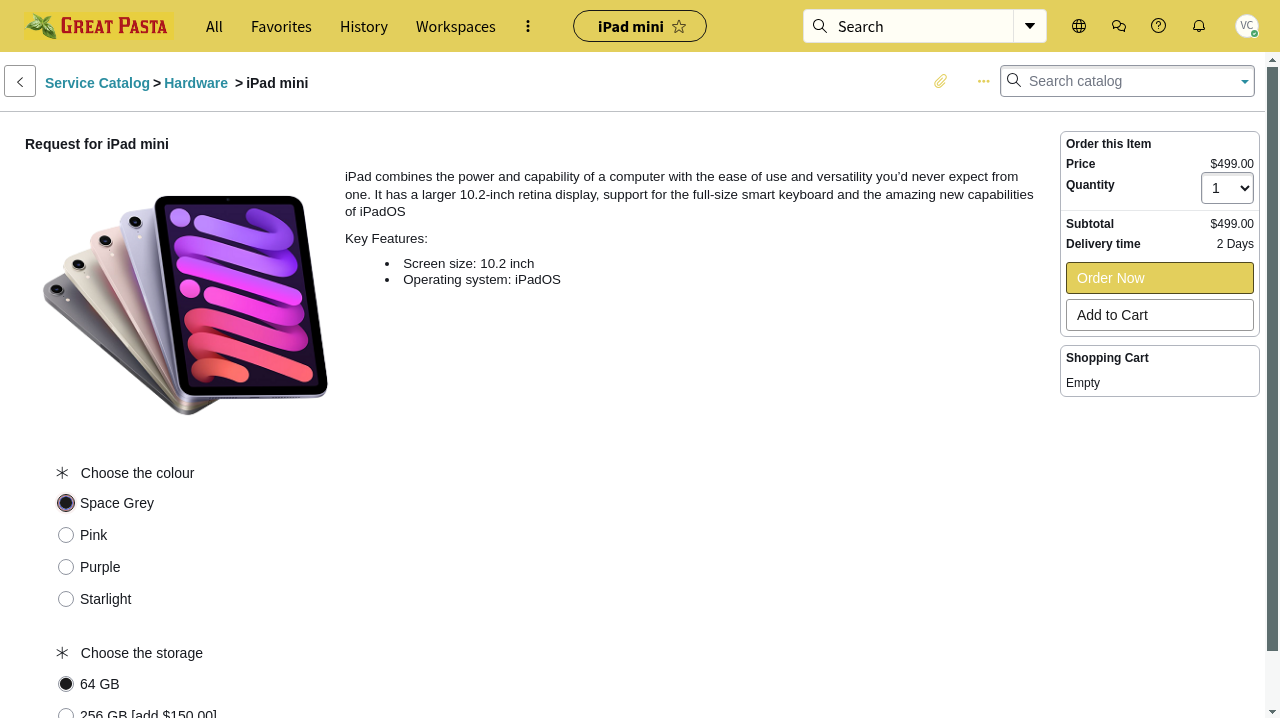 GREAT PASTA All Favorites History Workspaces iPad mini Search VC
Service Catalog > Hardware > iPad mini Search catalog
Request for iPad mini
iPad combines the power and capability of a computer with the ease of use and versatility you’d never expect from
one. It has a larger 10.2-inch retina display, support for the full-size smart keyboard and the amazing new capabilities
of iPadOS
Key Features:
• Screen size: 10.2 inch
• Operating system: iPadOS
Order this Item
Price $499.00
Quantity 1
Subtotal $499.00
Delivery time 2 Days
Order Now
Add to Cart
Shopping Cart
Empty
Choose the colour
Space Grey
Pink
Purple
Starlight
Choose the storage
64 GB
256 GB [add $150.00]